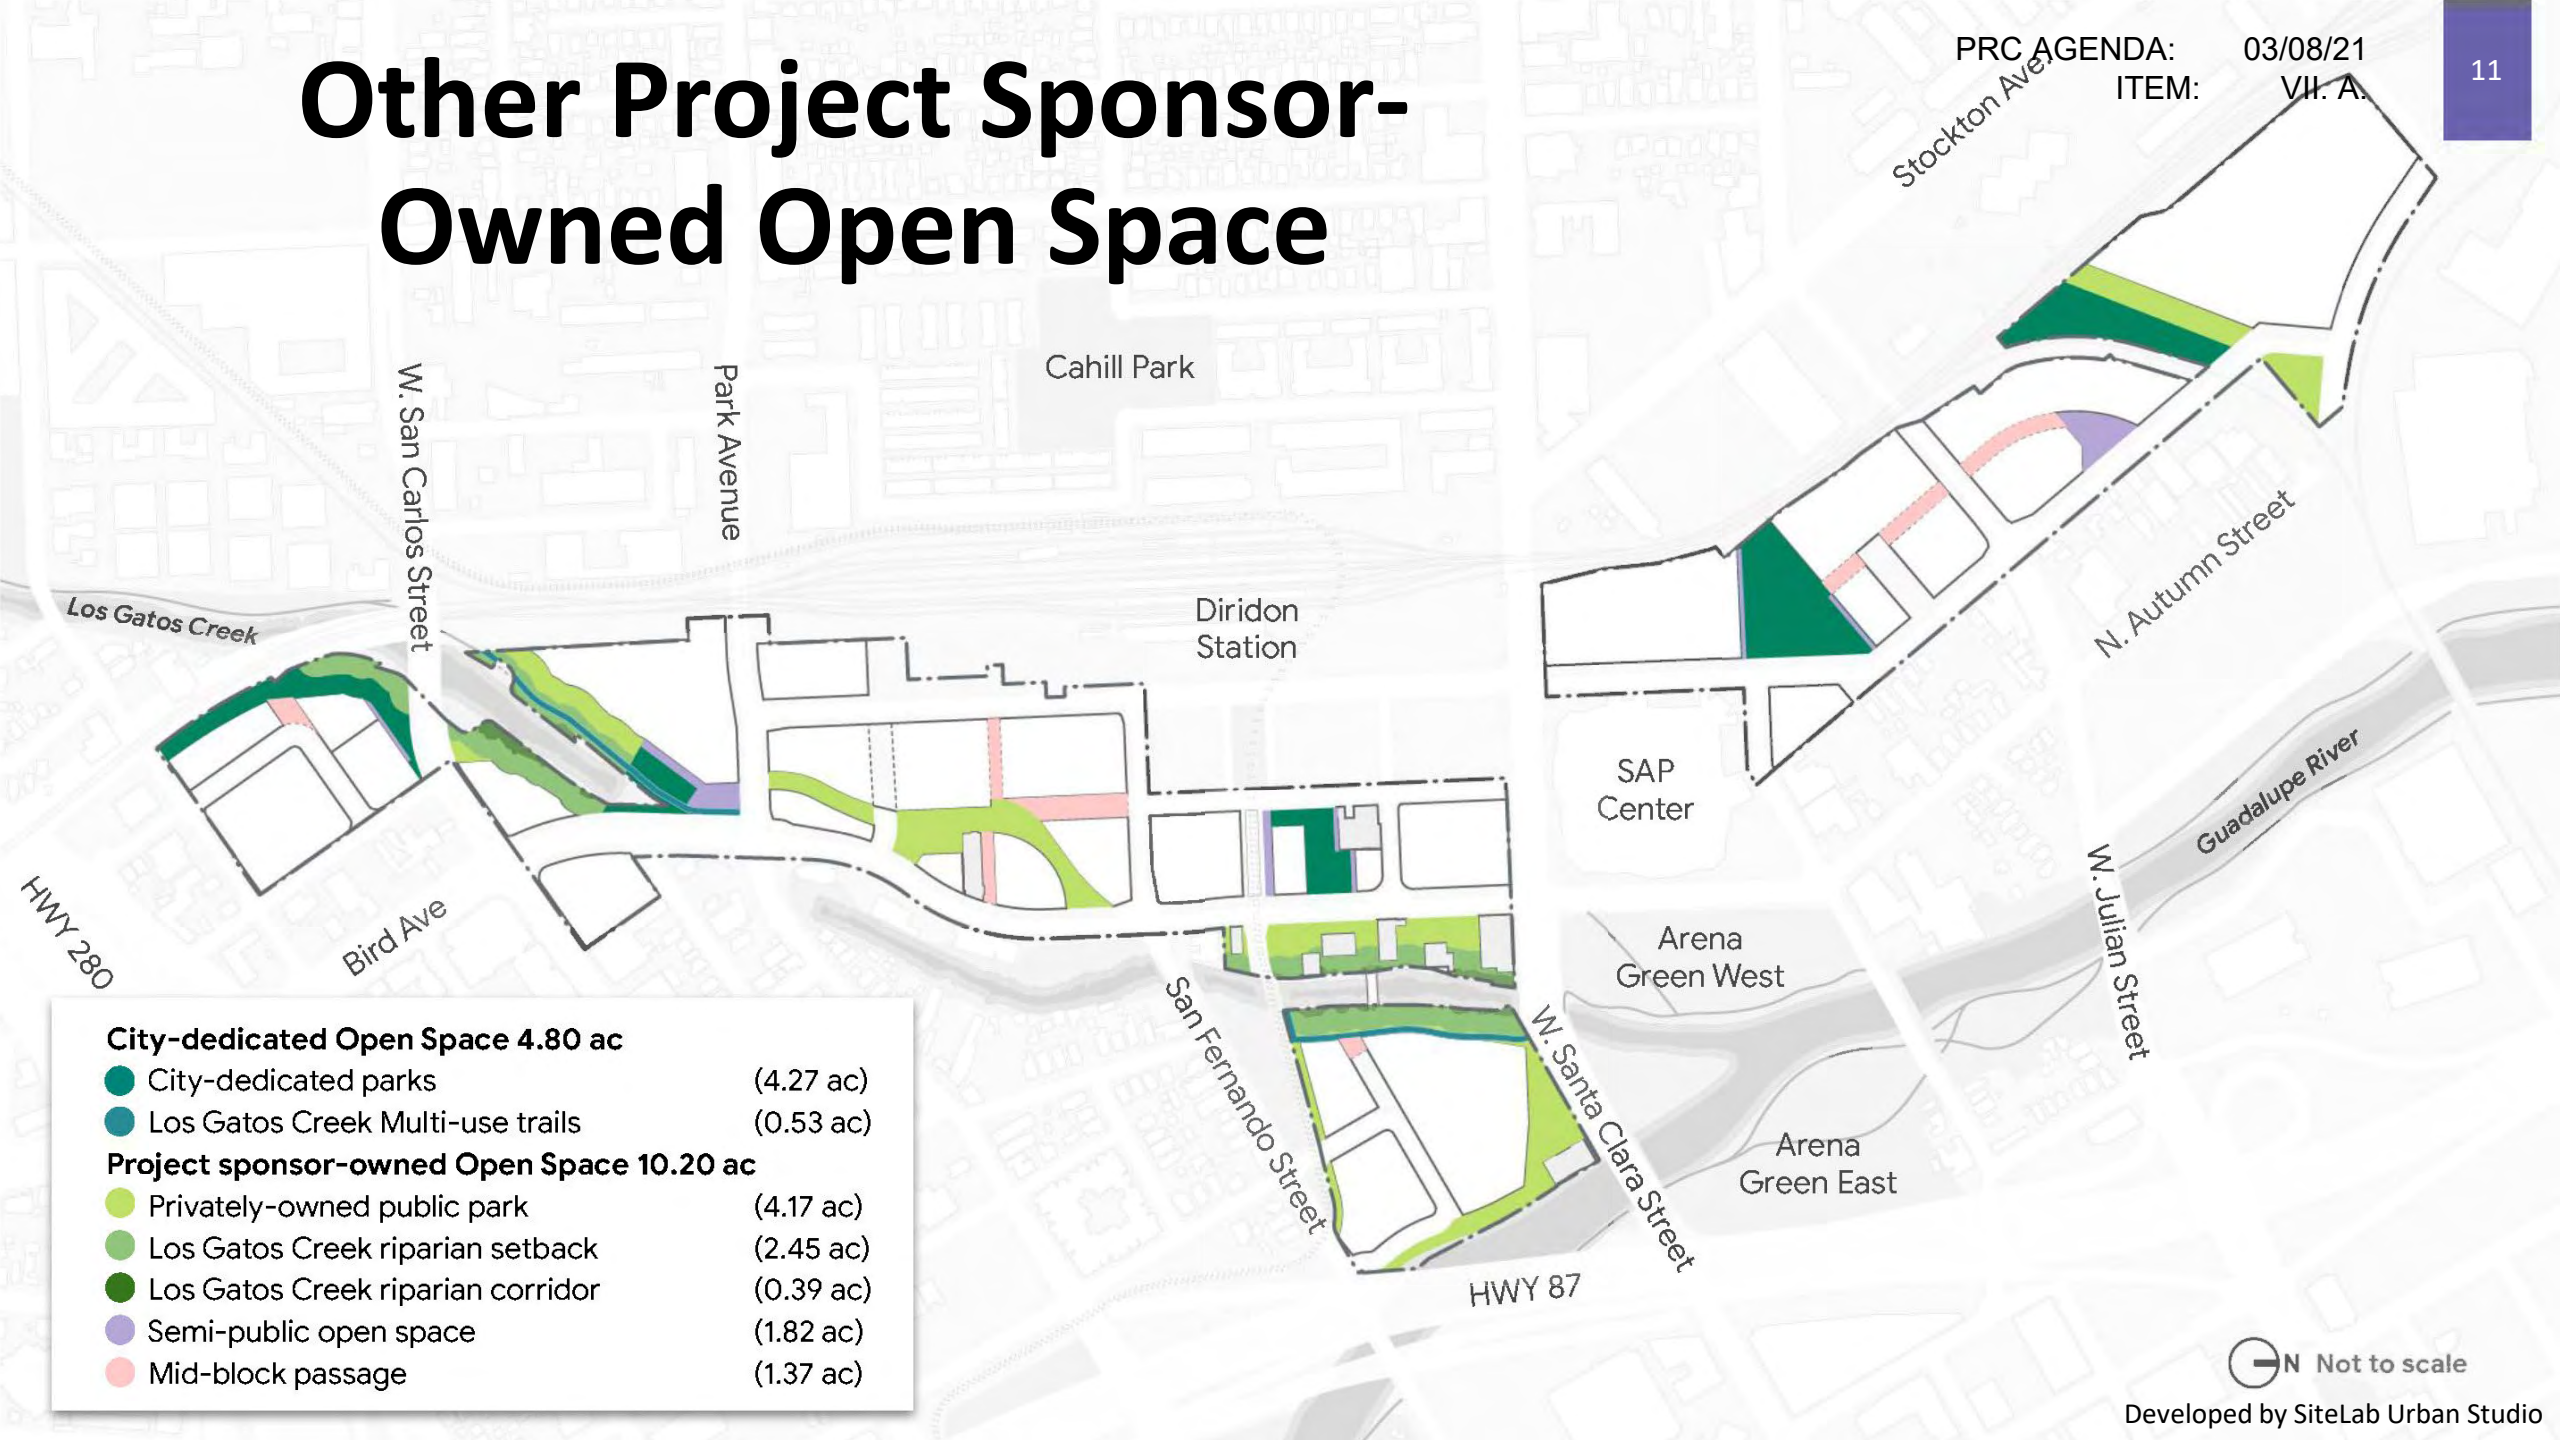 PRC AGENDA: 03/08/21
ITEM: VII. A.
11
Other Project Sponsor-
Owned Open Space
Stockton Ave.
Cahill Park
W. San Carlos Street
Park Avenue
Los Gatos Creek
Diridon
Station
N. Autumn Street
SAP
Center
Guadalupe River
W. Julian Street
HWY 280
Bird Ave
Arena
Green West
San Fernando Street
W. Santa Clara Street
Arena
Green East
HWY 87
City-dedicated Open Space 4.80 ac
City-dedicated parks (4.27 ac)
Los Gatos Creek Multi-use trails (0.53 ac)
Project sponsor-owned Open Space 10.20 ac
Privately-owned public park (4.17 ac)
Los Gatos Creek riparian setback (2.45 ac)
Los Gatos Creek riparian corridor (0.39 ac)
Semi-public open space (1.82 ac)
Mid-block passage (1.37 ac)
N Not to scale
Developed by SiteLab Urban Studio